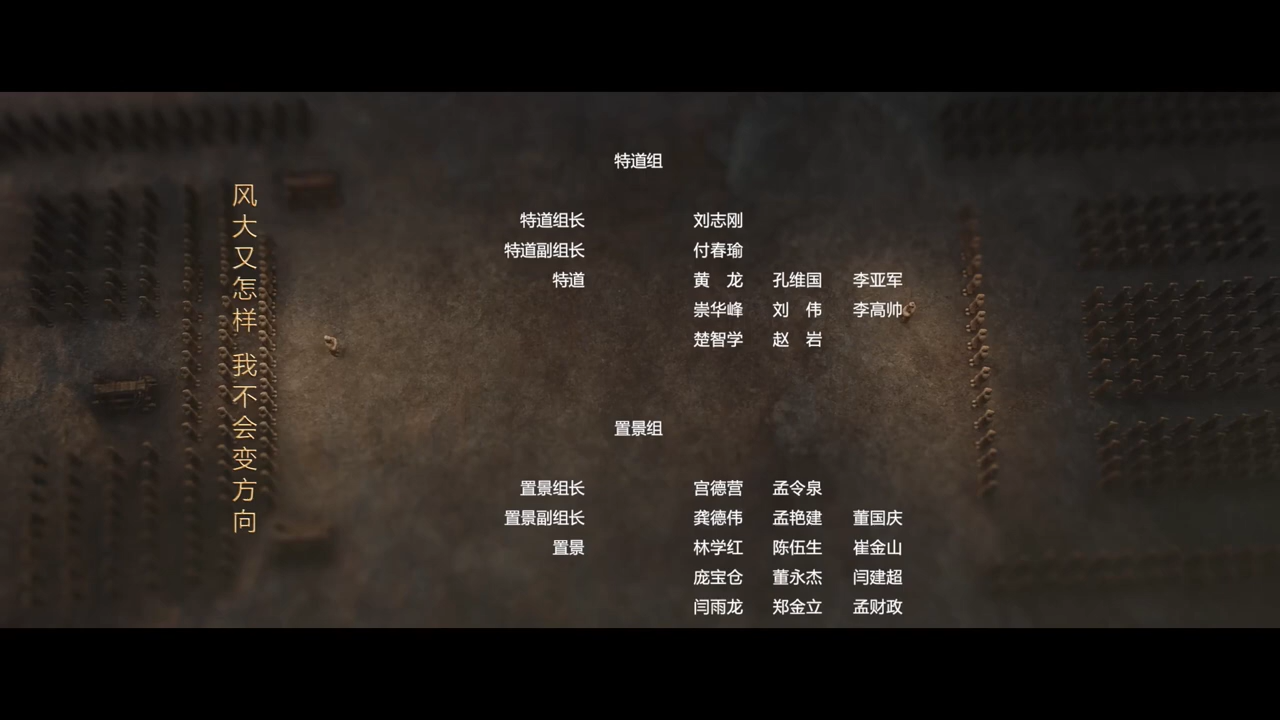 风大又怎样 我不会变方向
特道组
特道组长 刘志刚
特道副组长 付春瑜
特道 黄 龙 孔维国 李亚军
崇华峰 刘 伟 李高帅
楚智学 赵 岩
置景组
置景组长 宫德营 孟令泉
置景副组长 龚德伟 孟艳建 董国庆
置景 林学红 陈伍生 崔金山
庞宝仓 董永杰 闫建超
闫雨龙 郑金立 孟财政